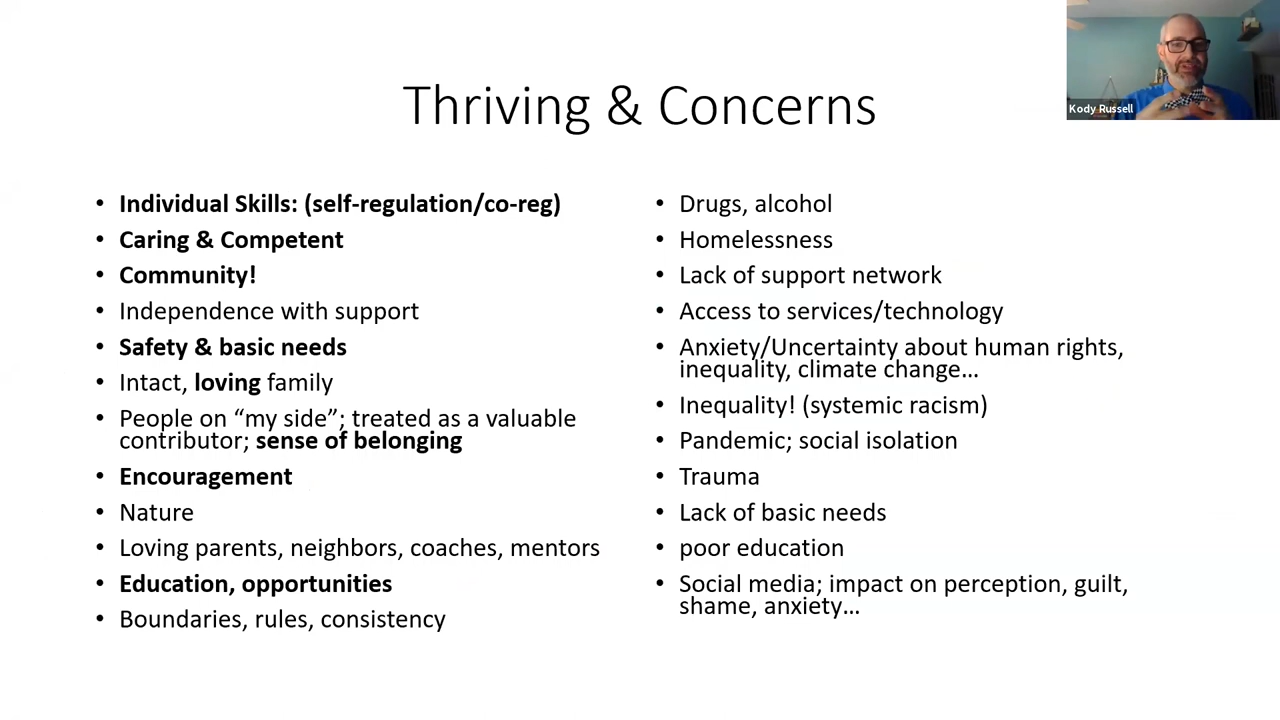 Thriving & Concerns
Kody Russell
• Individual Skills: (self-regulation/co-reg)
• Caring & Competent
• Community!
• Independence with support
• Safety & basic needs
• Intact, loving family
• People on “my side”; treated as a valuable
contributor; sense of belonging
• Encouragement
• Nature
• Loving parents, neighbors, coaches, mentors
• Education, opportunities
• Boundaries, rules, consistency
• Drugs, alcohol
• Homelessness
• Lack of support network
• Access to services/technology
• Anxiety/Uncertainty about human rights,
inequality, climate change…
• Inequality! (systemic racism)
• Pandemic; social isolation
• Trauma
• Lack of basic needs
• poor education
• Social media; impact on perception, guilt,
shame, anxiety…